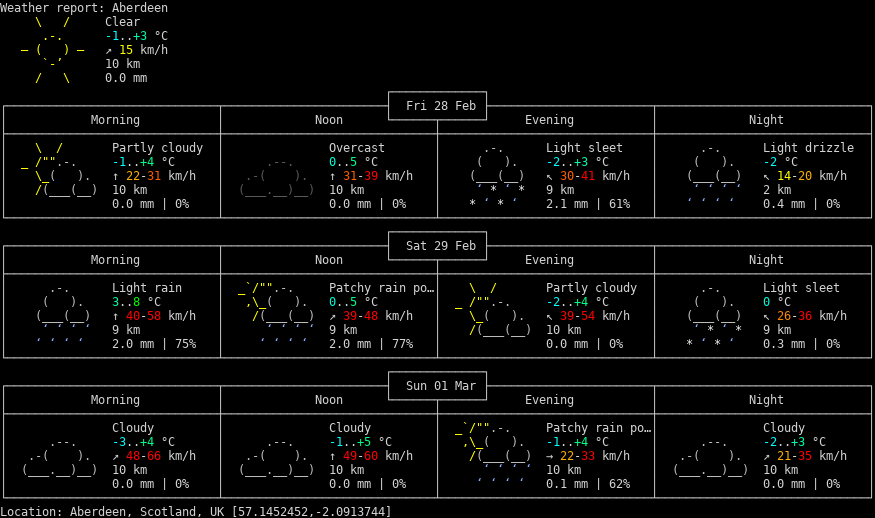 Weather report: Aberdeen
Clear
-1..+3 °C
↗ 15 km/h
10 km
0.0 mm
Fri 28 Feb
Morning Noon Evening Night
Partly cloudy Overcast Light sleet Light drizzle
-1..+4 °C 0..5 °C -2..+3 °C -2 °C
↑ 22-31 km/h ↑ 31-39 km/h ↖ 30-41 km/h ↖ 14-20 km/h
10 km 10 km 9 km 2 km
0.0 mm | 0% 0.0 mm | 0% 2.1 mm | 61% 0.4 mm | 0%
Sat 29 Feb
Morning Noon Evening Night
Light rain Patchy rain po… Partly cloudy Light sleet
3..8 °C 0..5 °C -2..+4 °C 0 °C
↑ 40-58 km/h ↗ 39-48 km/h ↖ 39-54 km/h ↖ 26-36 km/h
9 km 9 km 10 km 9 km
2.0 mm | 75% 2.0 mm | 77% 0.0 mm | 0% 0.3 mm | 0%
Sun 01 Mar
Morning Noon Evening Night
Cloudy Cloudy Patchy rain po… Cloudy
-3..+4 °C -1..+5 °C -1..+4 °C -2..+3 °C
↗ 48-66 km/h ↑ 49-60 km/h → 22-33 km/h ↗ 21-35 km/h
10 km 10 km 10 km 10 km
0.0 mm | 0% 0.0 mm | 0% 0.1 mm | 62% 0.0 mm | 0%
Location: Aberdeen, Scotland, UK [57.1452452,-2.0913744]